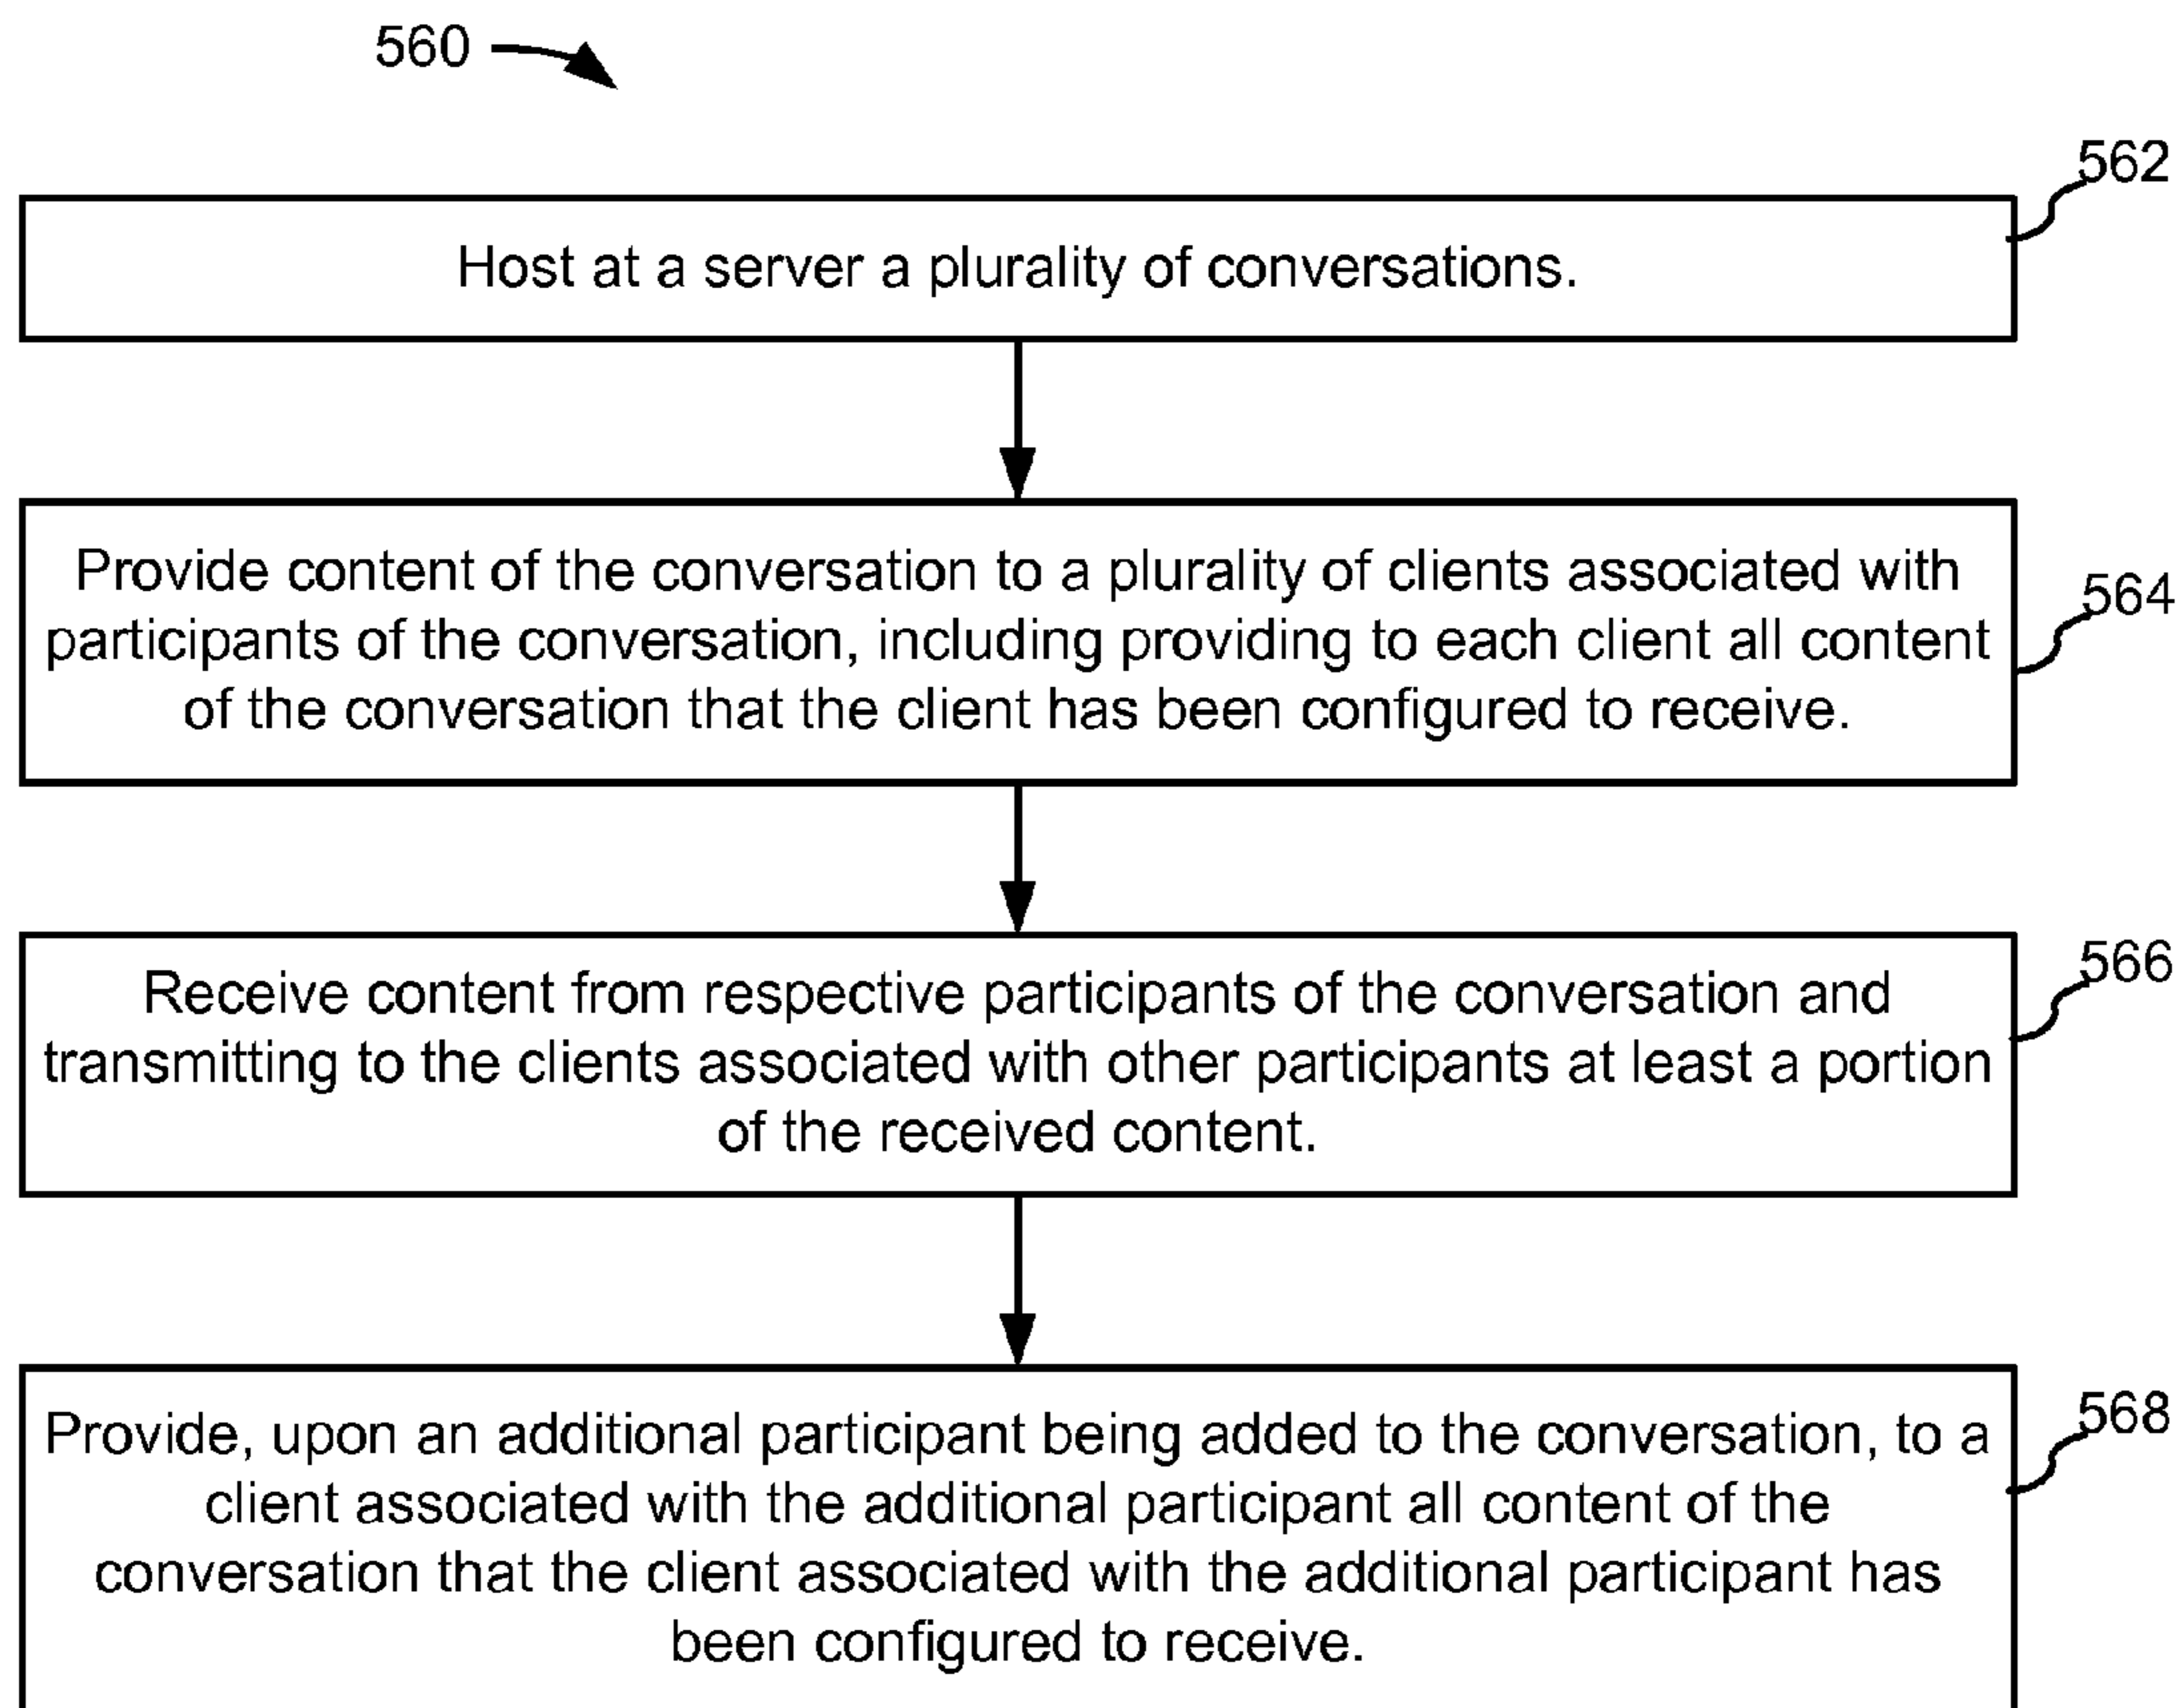 560
562
Host at a server a plurality of conversations.
Provide content of the conversation to a plurality of clients associated with
participants of the conversation, including providing to each client all content
of the conversation that the client has been configured to receive.
564
Receive content from respective participants of the conversation and
transmitting to the clients associated with other participants at least a portion
of the received content.
566
Provide, upon an additional participant being added to the conversation, to a
client associated with the additional participant all content of the
conversation that the client associated with the additional participant has
been configured to receive.
568